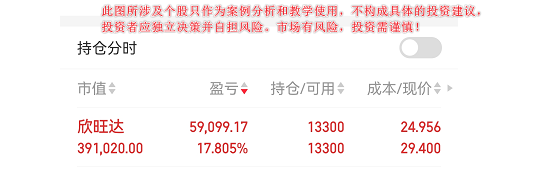 此图所涉及个股只作为案例分析和教学使用，不构成具体的投资建议，
投资者应独立决策并自担风险。市场有风险，投资需谨慎！
持仓分时
市值 盈亏 持仓/可用 成本/现价
欣旺达 59,099.17 13300 24.956
391,020.00 17.805% 13300 29.400